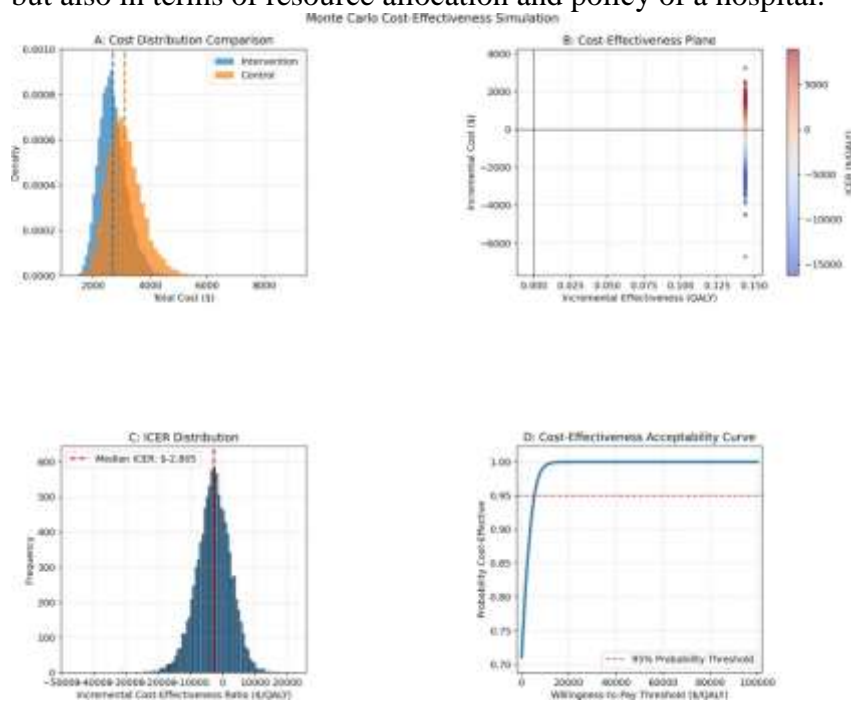 but also in terms of resource allocation and policy of a hospital.
Monte Carlo Cost-Effectiveness Simulation
A: Cost Distribution Comparison
0.0010
0.0008
0.0006
0.0004
0.0002
0.0000
Density
Intervention
Control
2000 4000 6000 8000
Total Cost ($)
B: Cost-Effectiveness Plane
4000
2000
0
−2000
−4000
−6000
Incremental Cost ($)
0.000 0.025 0.050 0.075 0.100 0.125 0.150
Incremental Effectiveness (QALY)
5000
0
−5000
−10000
−15000
ICER ($/QALY)
C: ICER Distribution
600
500
400
300
200
100
0
Frequency
Median ICER: $-2,865
−50000−40000−30000−20000−10000 0 10000 20000
Incremental Cost-Effectiveness Ratio ($/QALY)
D: Cost-Effectiveness Acceptability Curve
1.00
0.95
0.90
0.85
0.80
0.75
0.70
Probability Cost-Effective
95% Probability Threshold
0 20000 40000 60000 80000 100000
Willingness-to-Pay Threshold ($/QALY)